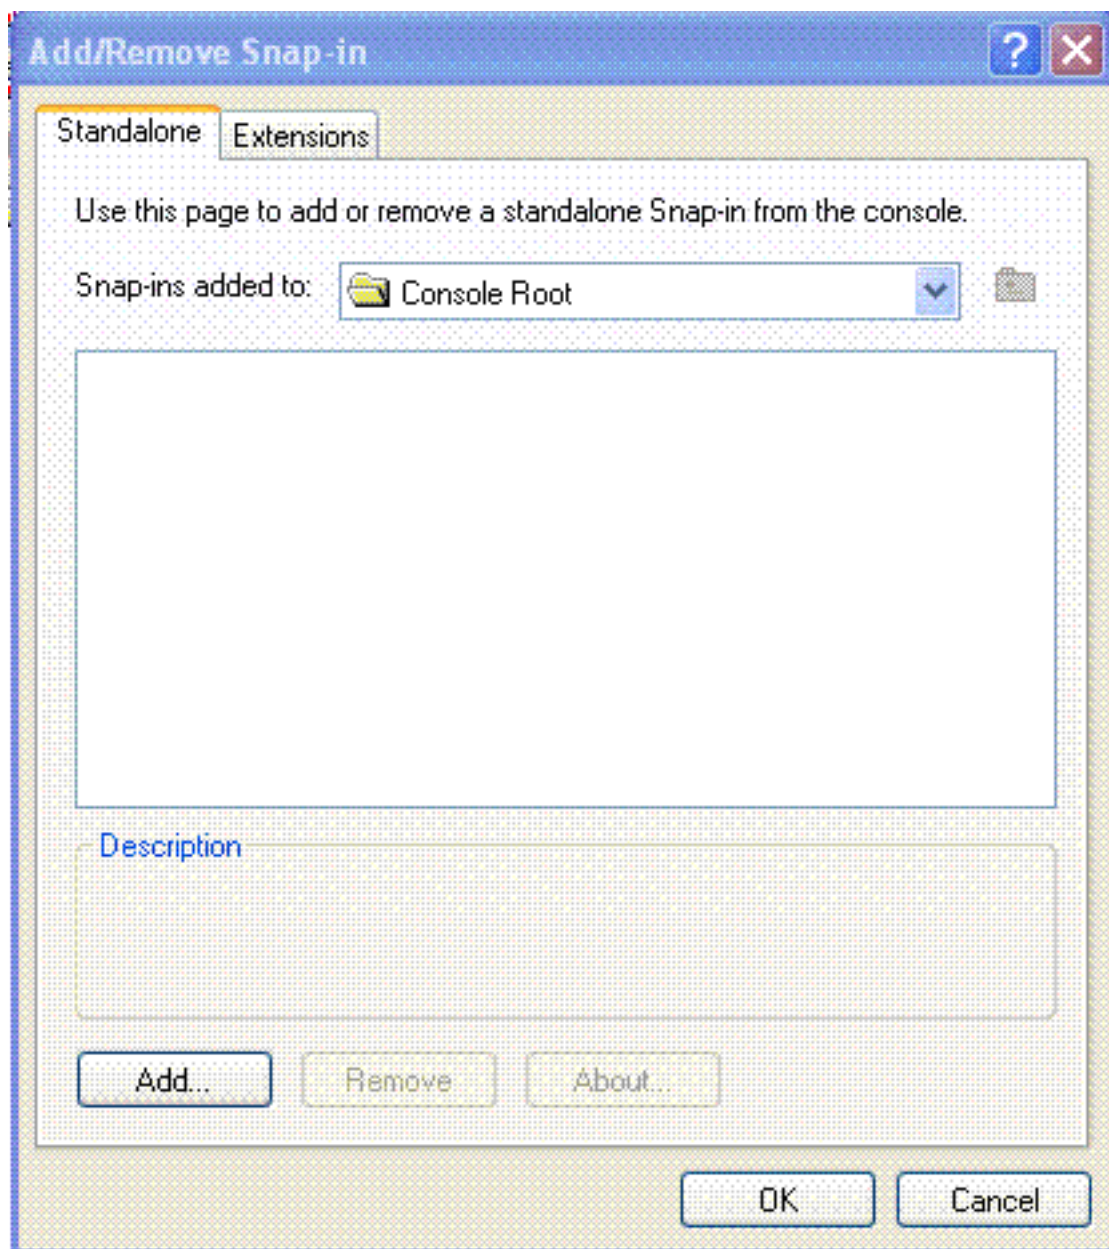 Add/Remove Snap-in
Standalone Extensions
Use this page to add or remove a standalone Snap-in from the console.
Snap-ins added to: Console Root
Description
Add... Remove About...
OK Cancel